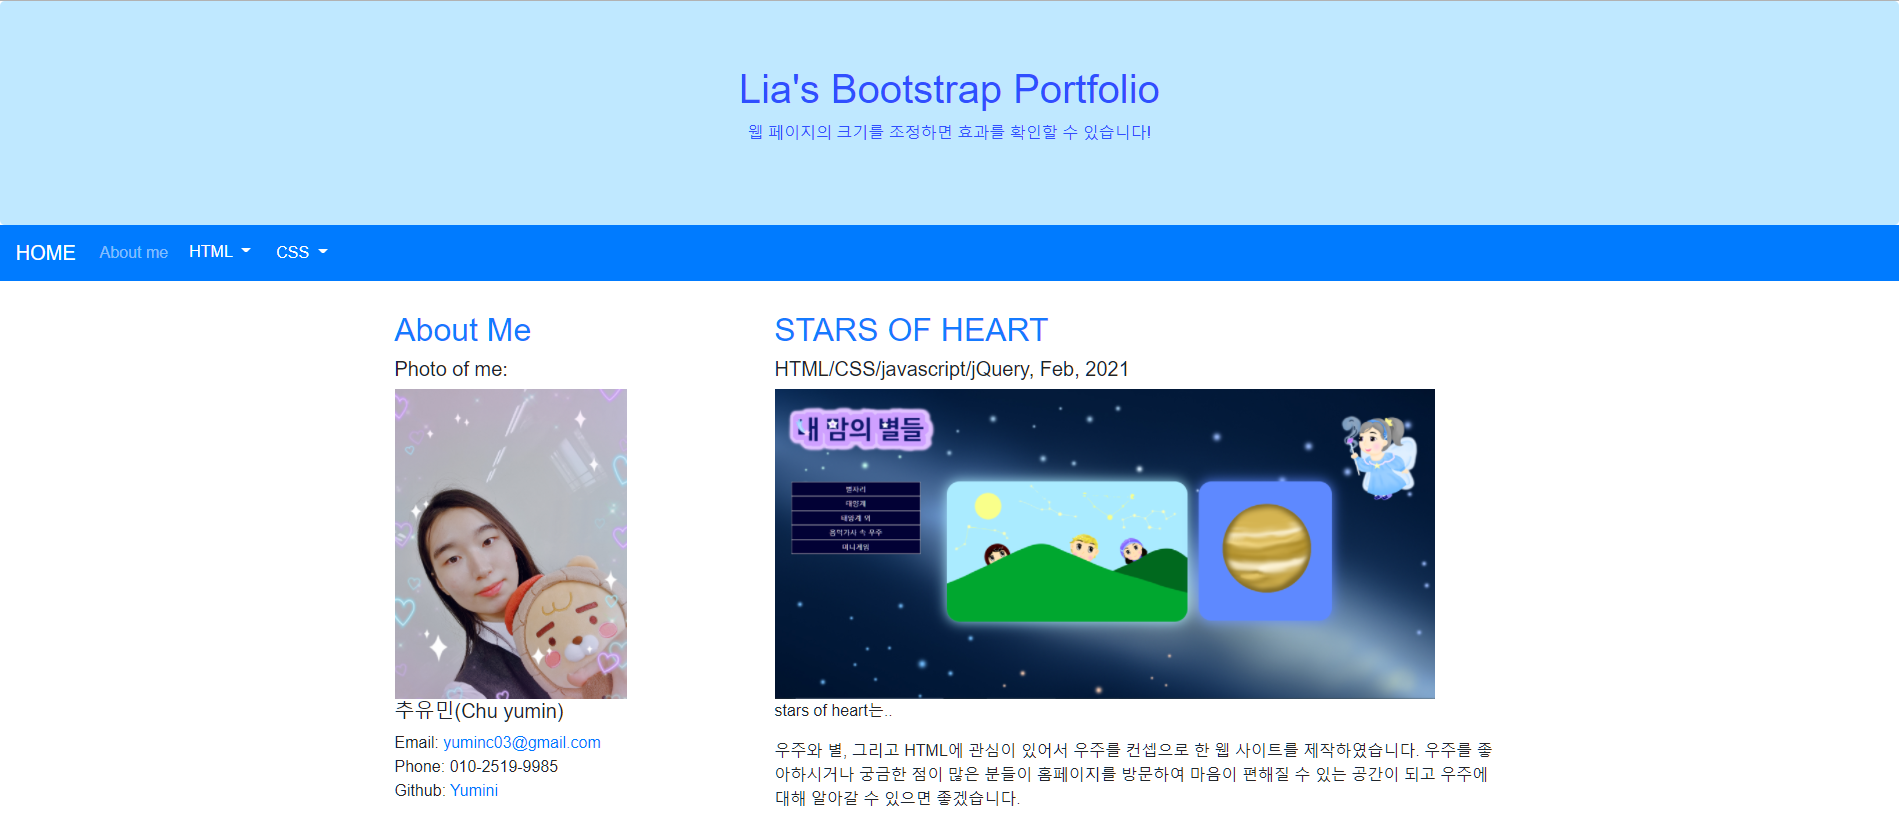 Lia's Bootstrap Portfolio
웹 페이지의 크기를 조정하면 효과를 확인할 수 있습니다!
HOME About me HTML CSS
About Me
Photo of me:
추유민(Chu yumin)
Email: yuminc03@gmail.com
Phone: 010-2519-9985
Github: Yumini
STARS OF HEART
HTML/CSS/javascript/jQuery, Feb, 2021
내 맘의 별들
별자리
태양계
태양계 외
음악가사 속 우주
미니게임
stars of heart는..
우주와 별, 그리고 HTML에 관심이 있어서 우주를 컨셉으로 한 웹 사이트를 제작하였습니다. 우주를 좋
아하시거나 궁금한 점이 많은 분들이 홈페이지를 방문하여 마음이 편해질 수 있는 공간이 되고 우주에
대해 알아갈 수 있으면 좋겠습니다.